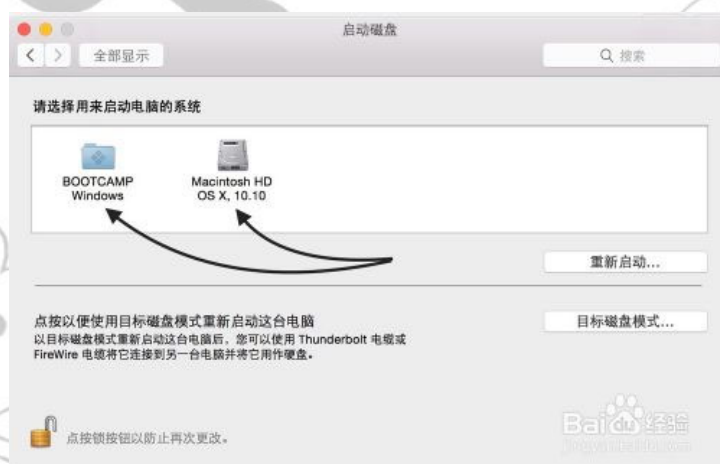 启动磁盘
全部显示
搜索
请选择用来启动电脑的系统
BOOTCAMP
Windows
Macintosh HD
OS X, 10.10
重新启动...
点按以便使用目标磁盘模式重新启动这台电脑
目标磁盘模式...
以目标磁盘模式重新启动这台电脑后，您可以使用 Thunderbolt 电缆或
FireWire 电缆将它连接到另一台电脑并将它用作硬盘。
点按锁按钮以防止再次更改。
Baidu 经验
jingyan.baidu.com